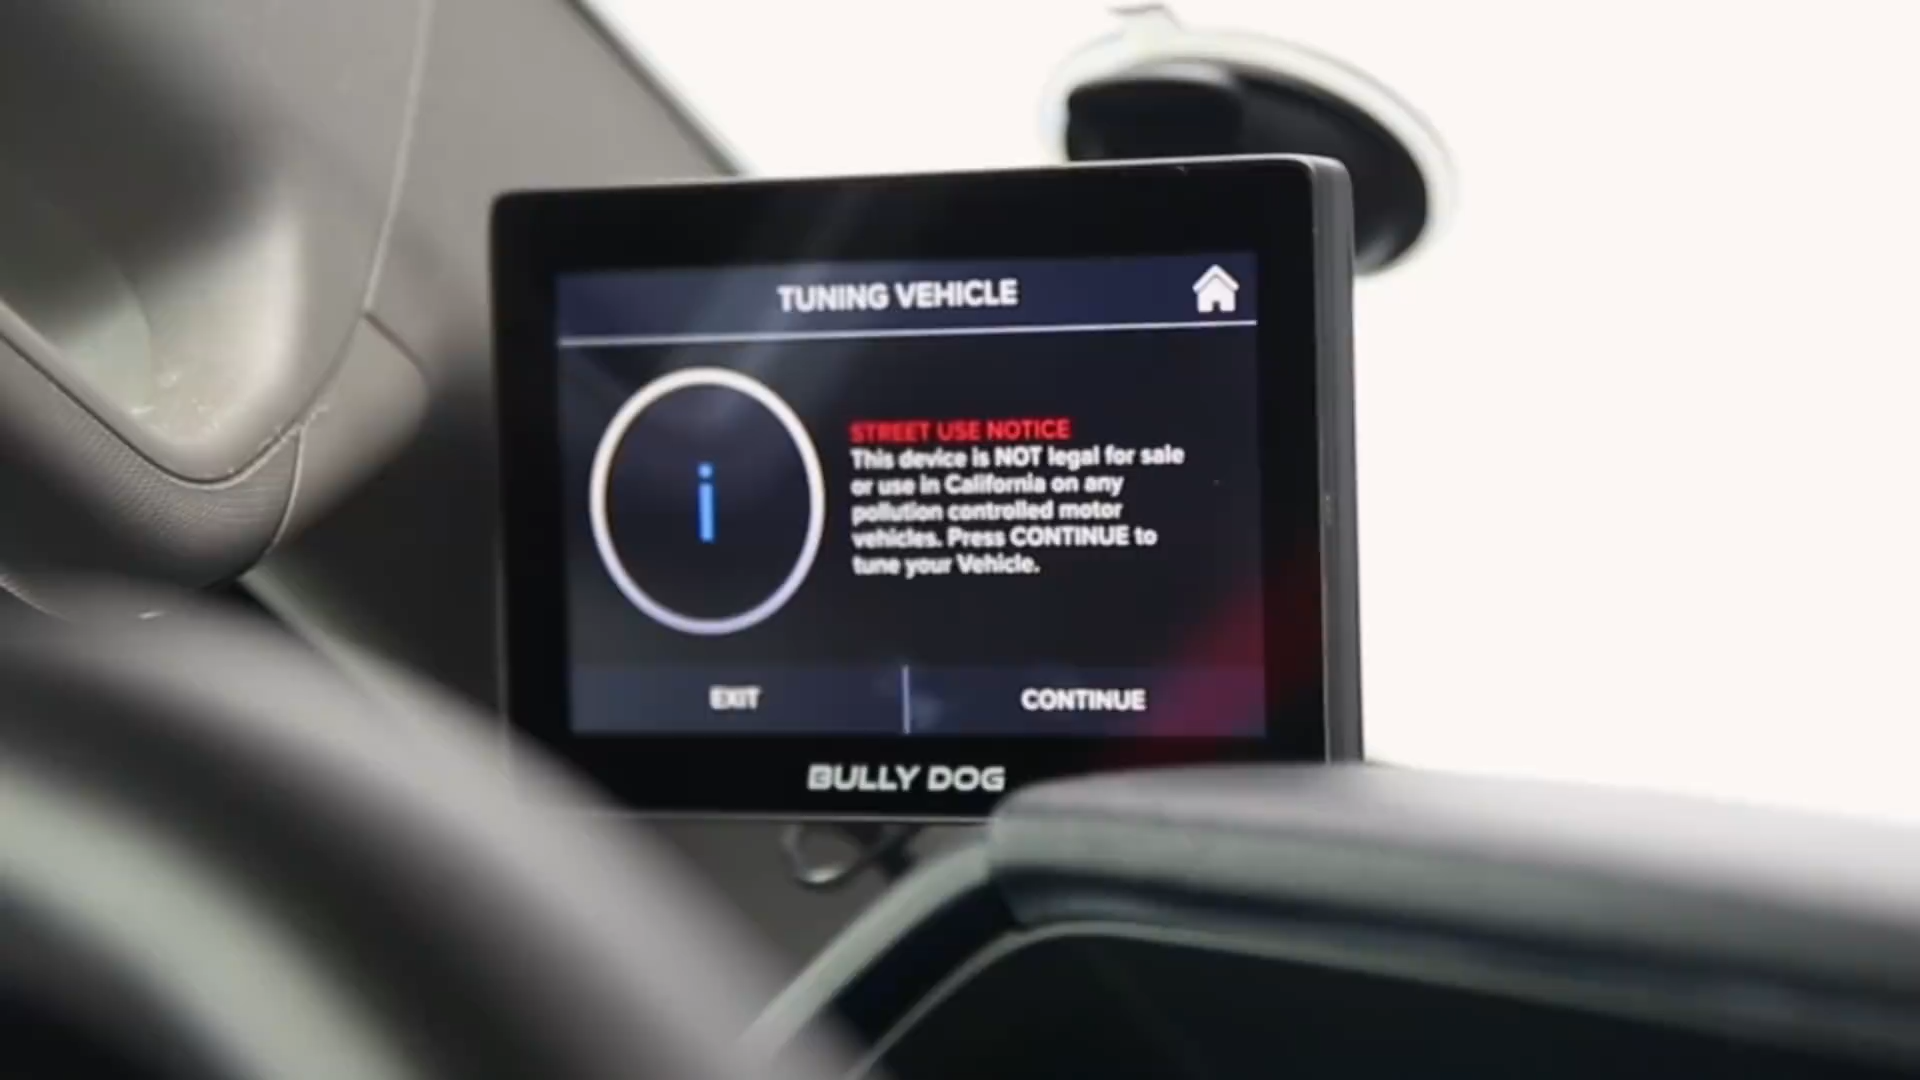 TUNING VEHICLE
STREET USE NOTICE
This device is NOT legal for sale
or use in California on any
pollution controlled motor
vehicles. Press CONTINUE to
tune your Vehicle.
EXIT
CONTINUE
BULLY DOG